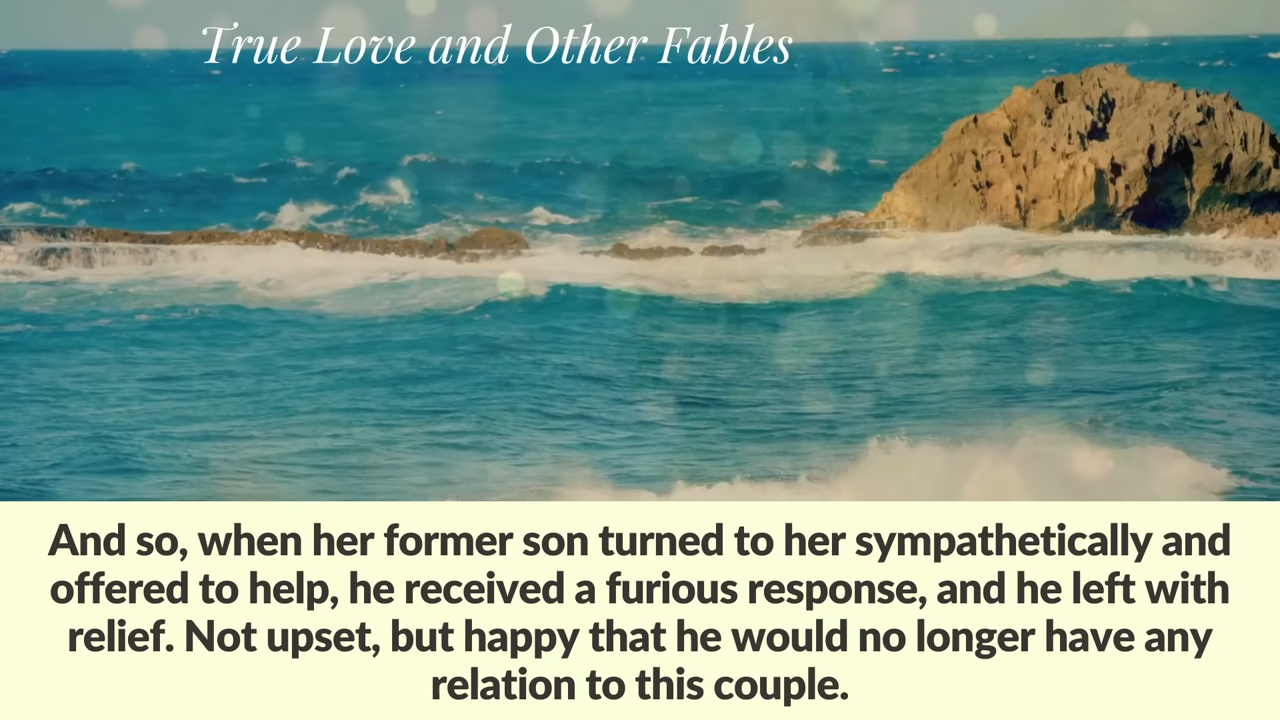 True Love and Other Fables
And so, when her former son turned to her sympathetically and
offered to help, he received a furious response, and he left with
relief. Not upset, but happy that he would no longer have any
relation to this couple.